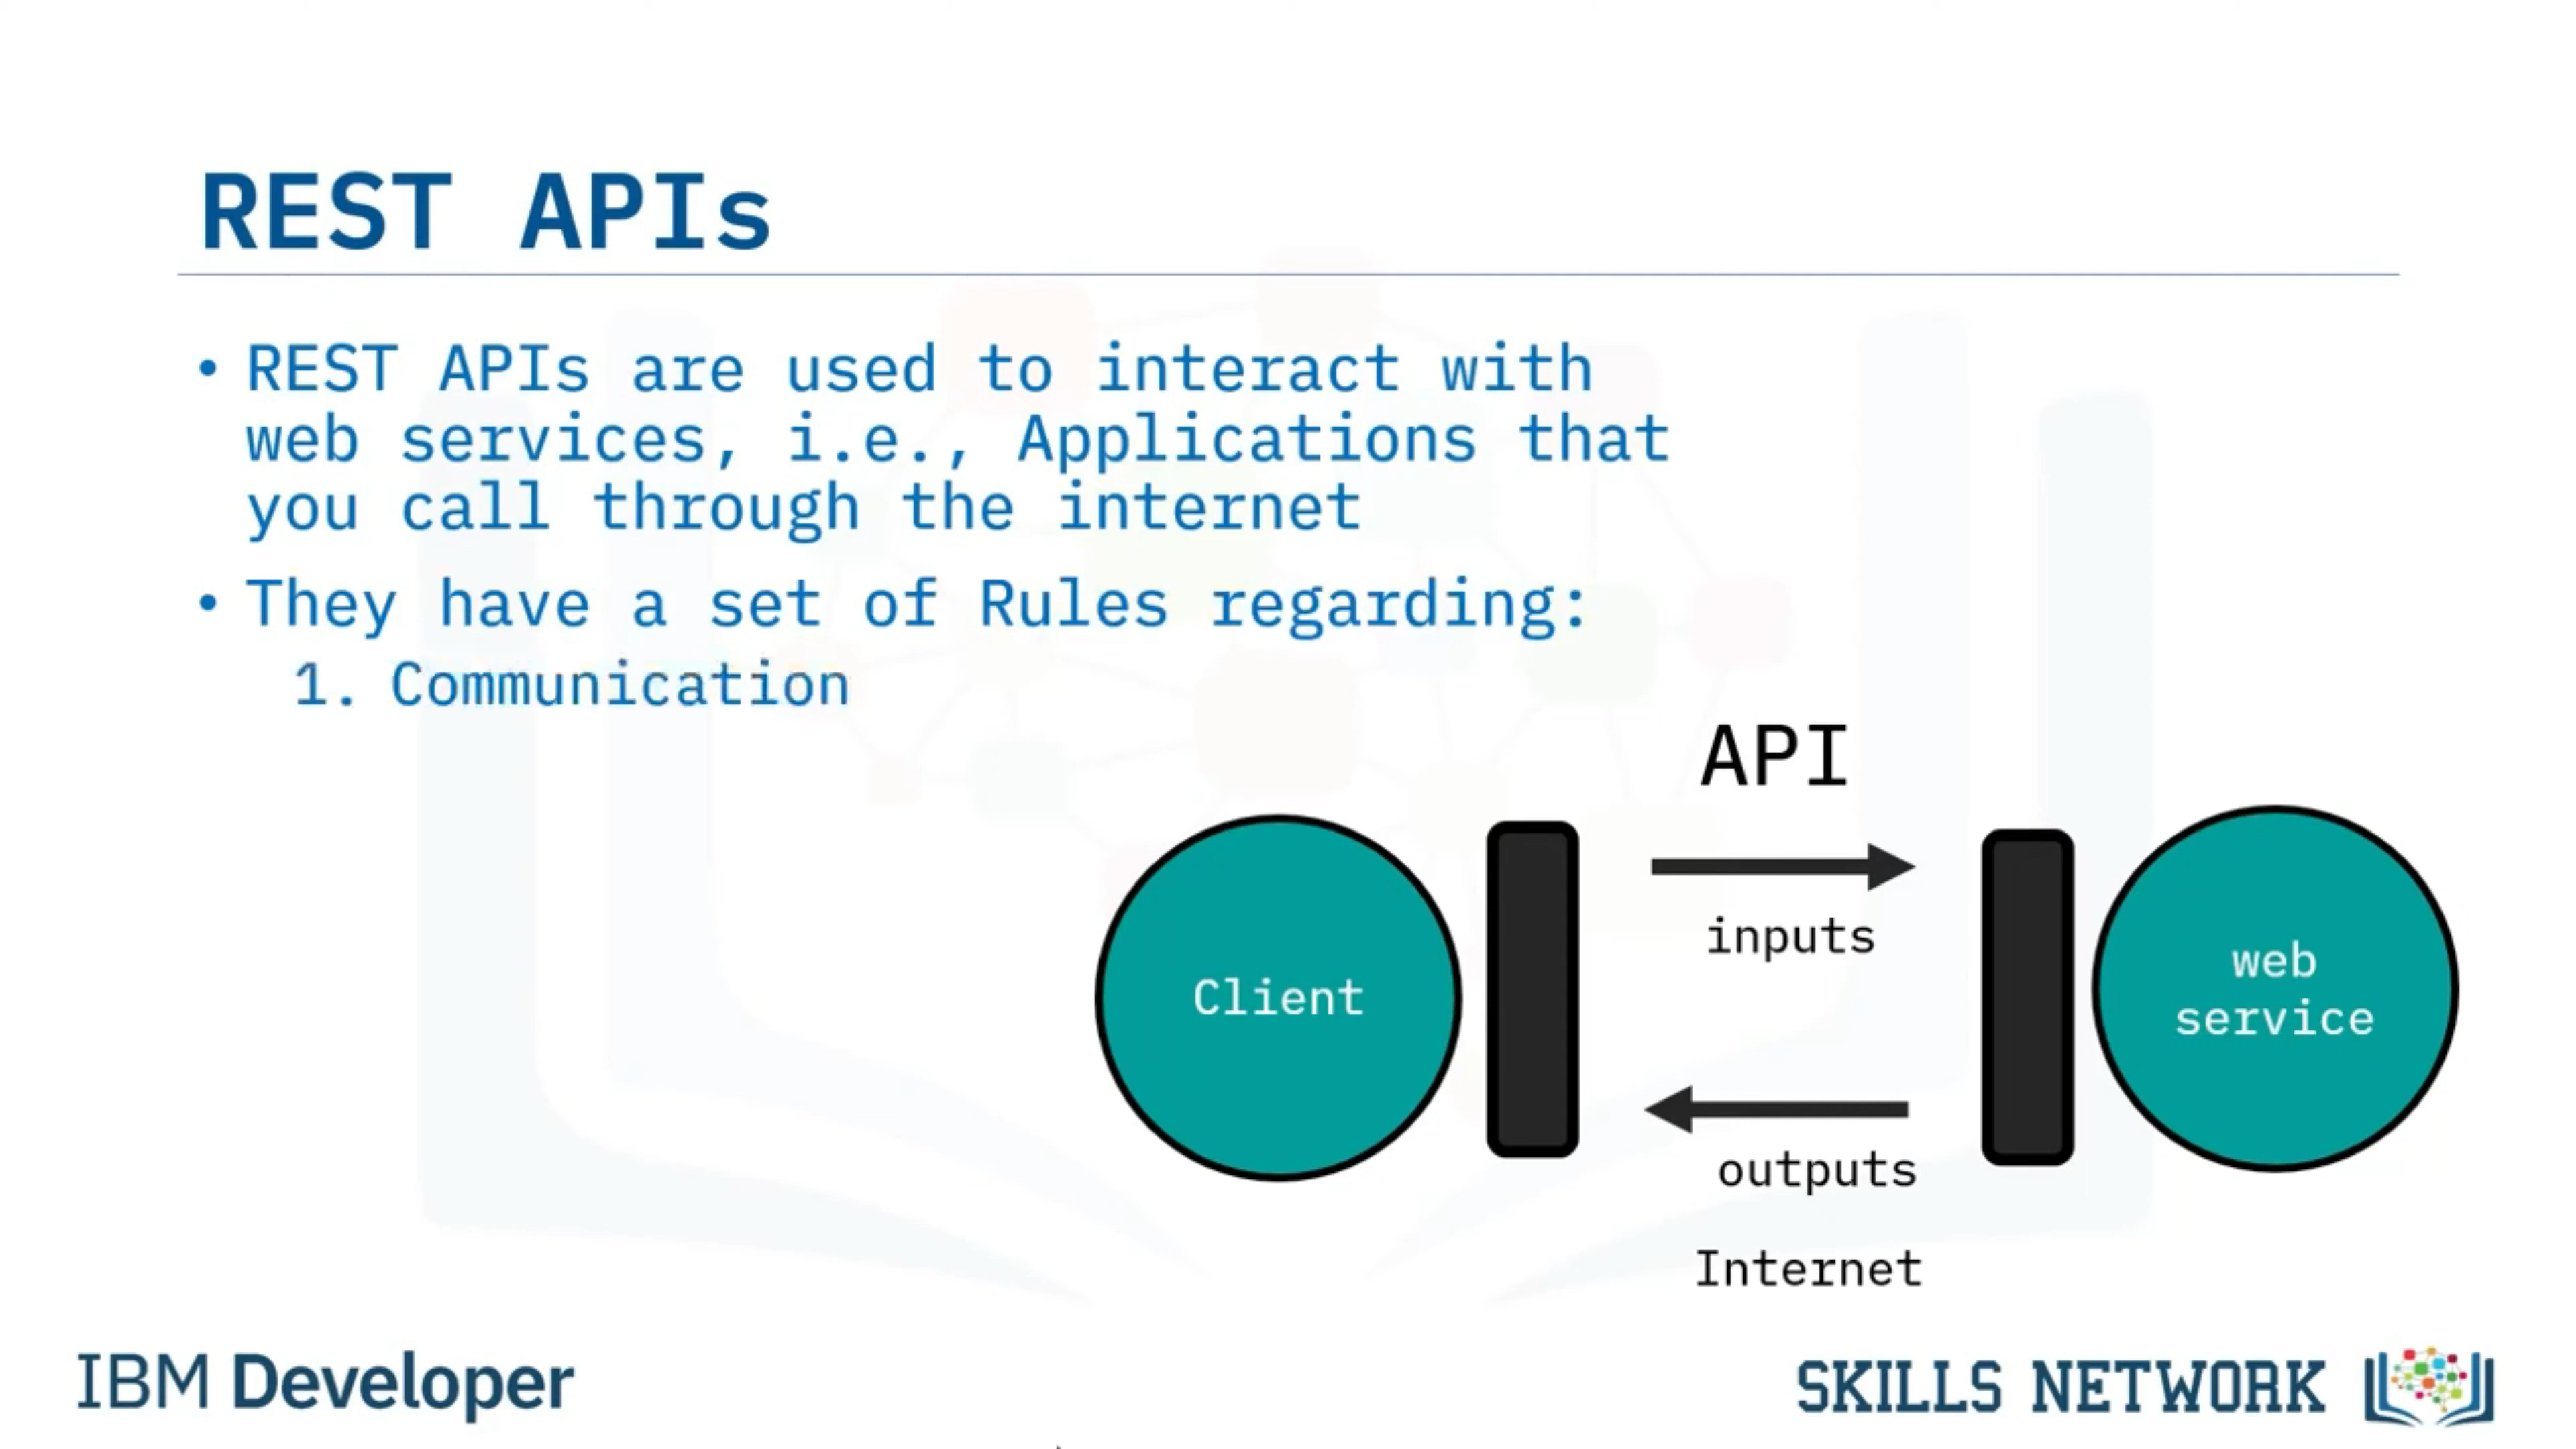 REST APIs
• REST APIs are used to interact with
web services, i.e., Applications that
you call through the internet
• They have a set of Rules regarding:
1. Communication
API
inputs
Client
web
service
outputs
Internet
IBM Developer
SKILLS NETWORK